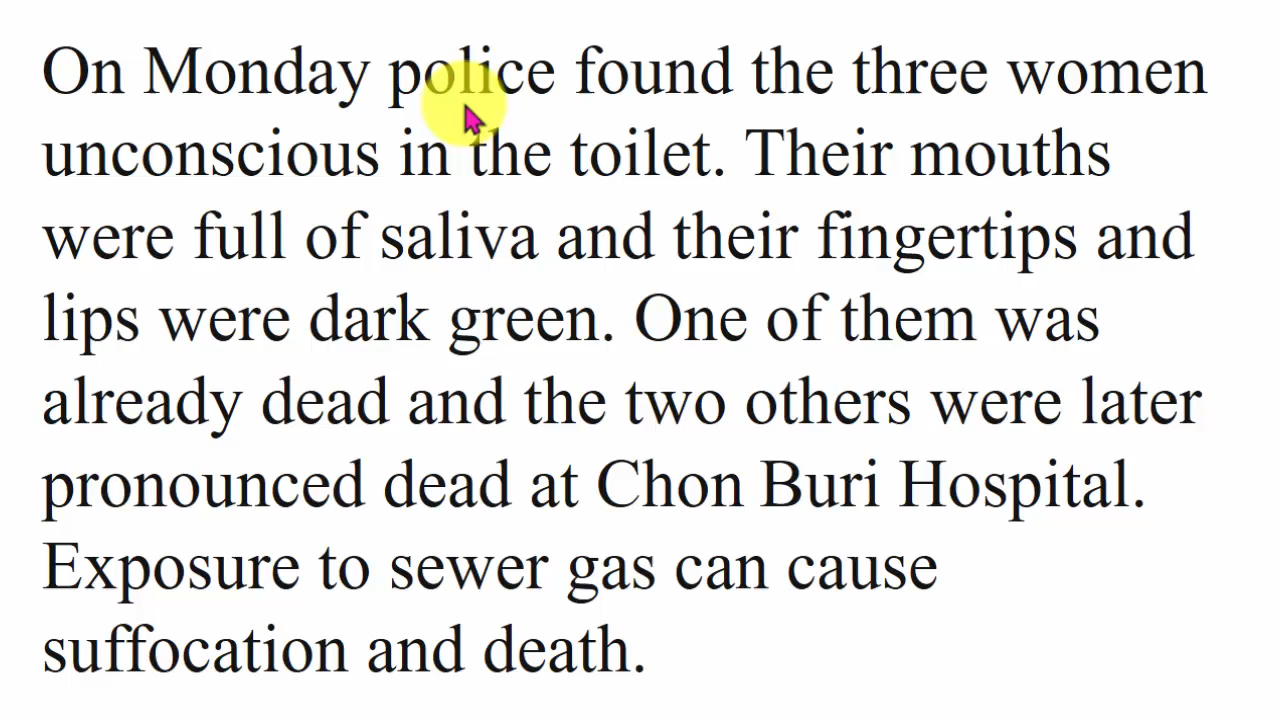 On Monday police found the three women
unconscious in the toilet. Their mouths
were full of saliva and their fingertips and
lips were dark green. One of them was
already dead and the two others were later
pronounced dead at Chon Buri Hospital.
Exposure to sewer gas can cause
suffocation and death.